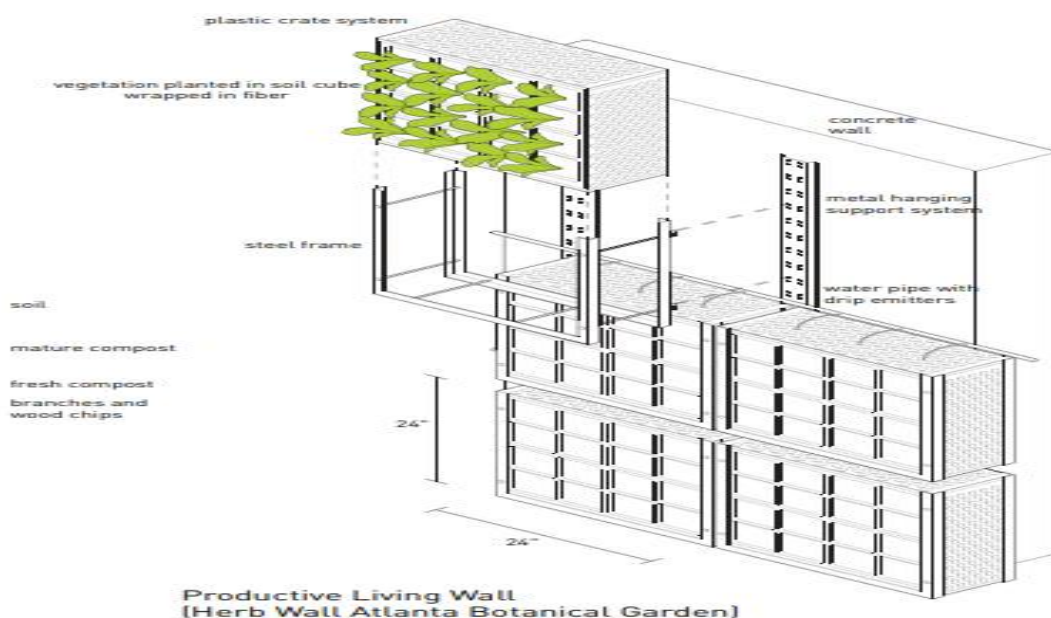 plastic crate system
vegetation planted in soil cube
wrapped in fiber
concrete
wall
metal hanging
support system
steel frame
water pipe with
drip emitters
soil
mature compost
fresh compost
branches and
wood chips
24"
24"
Productive Living Wall
[Herb Wall Atlanta Botanical Garden]